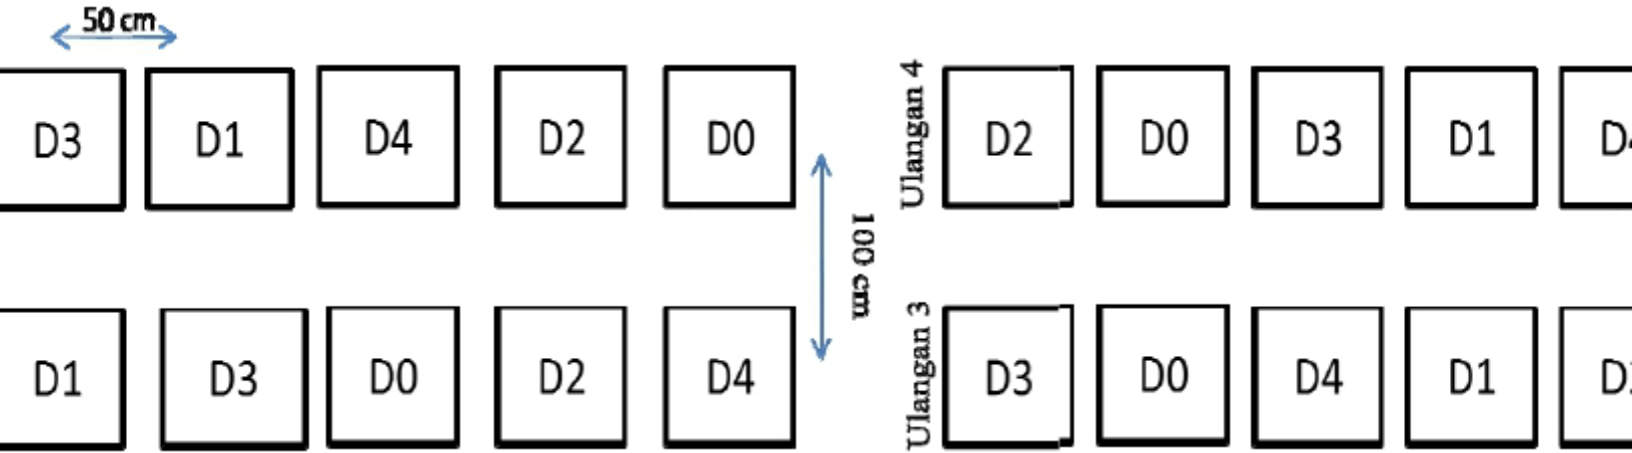 50 cm
D3 D1 D4 D2 D0
100 cm
Ulangan 4
D2 D0 D3 D1
D1 D3 D0 D2 D4
Ulangan 3
D3 D0 D4 D1